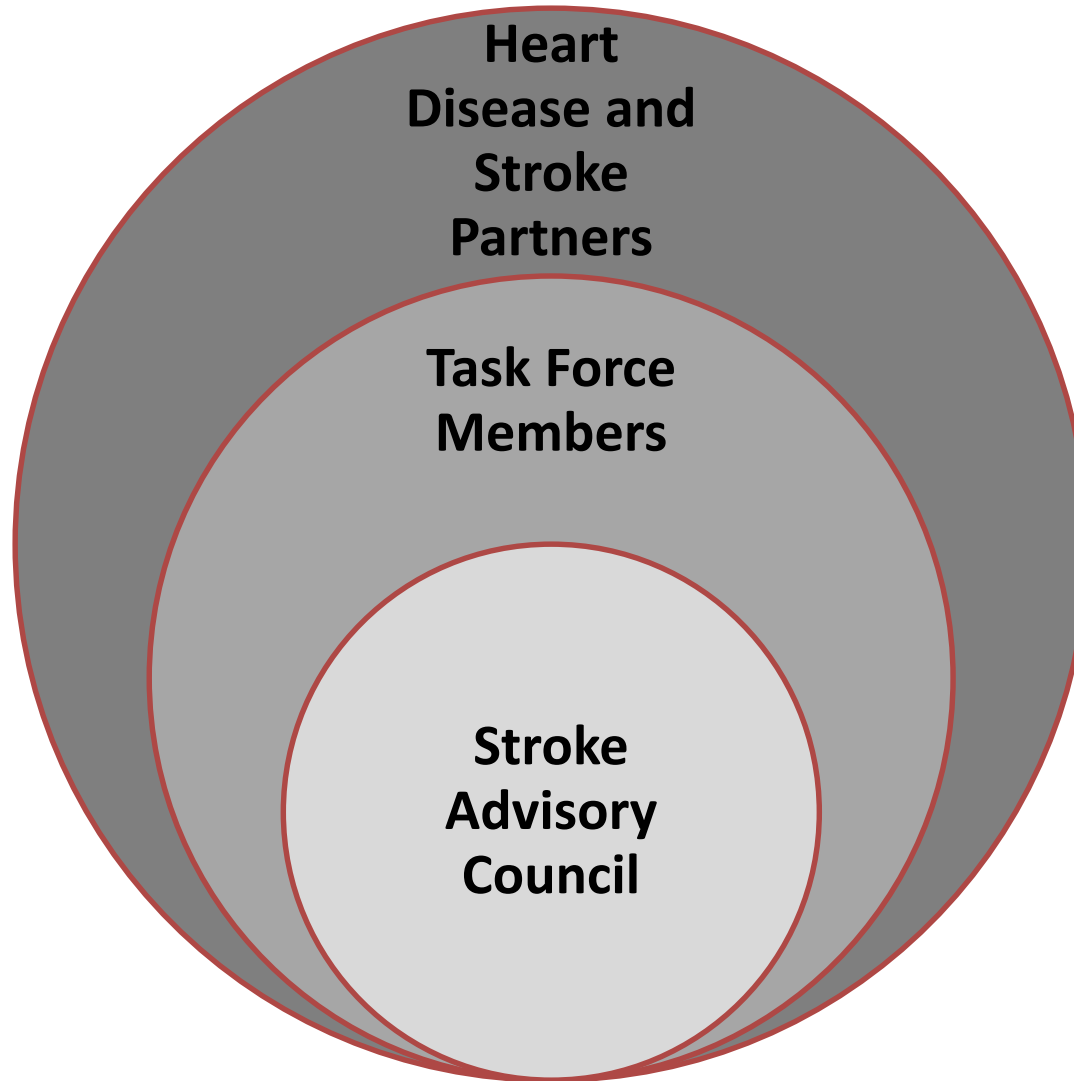 Heart
Disease and
Stroke
Partners
Task Force
Members
Stroke
Advisory
Council